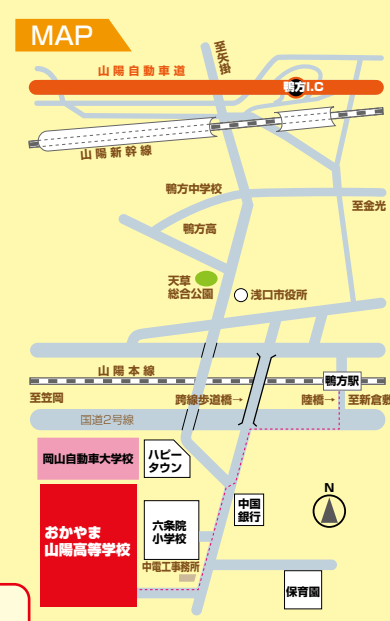 MAP
至矢掛
山陽自動車道
鴨方I.C
山陽新幹線
鴨方中学校
至金光
鴨方高
天草
総合公園
浅口市役所
山陽本線
鴨方駅
至笠岡
跨線歩道橋→
陸橋→
至新倉敷
国道2号線
岡山自動車大学校
ハピー
タウン
N
おかやま
山陽高等学校
六条院
小学校
中国
銀行
中電工事務所
保育園